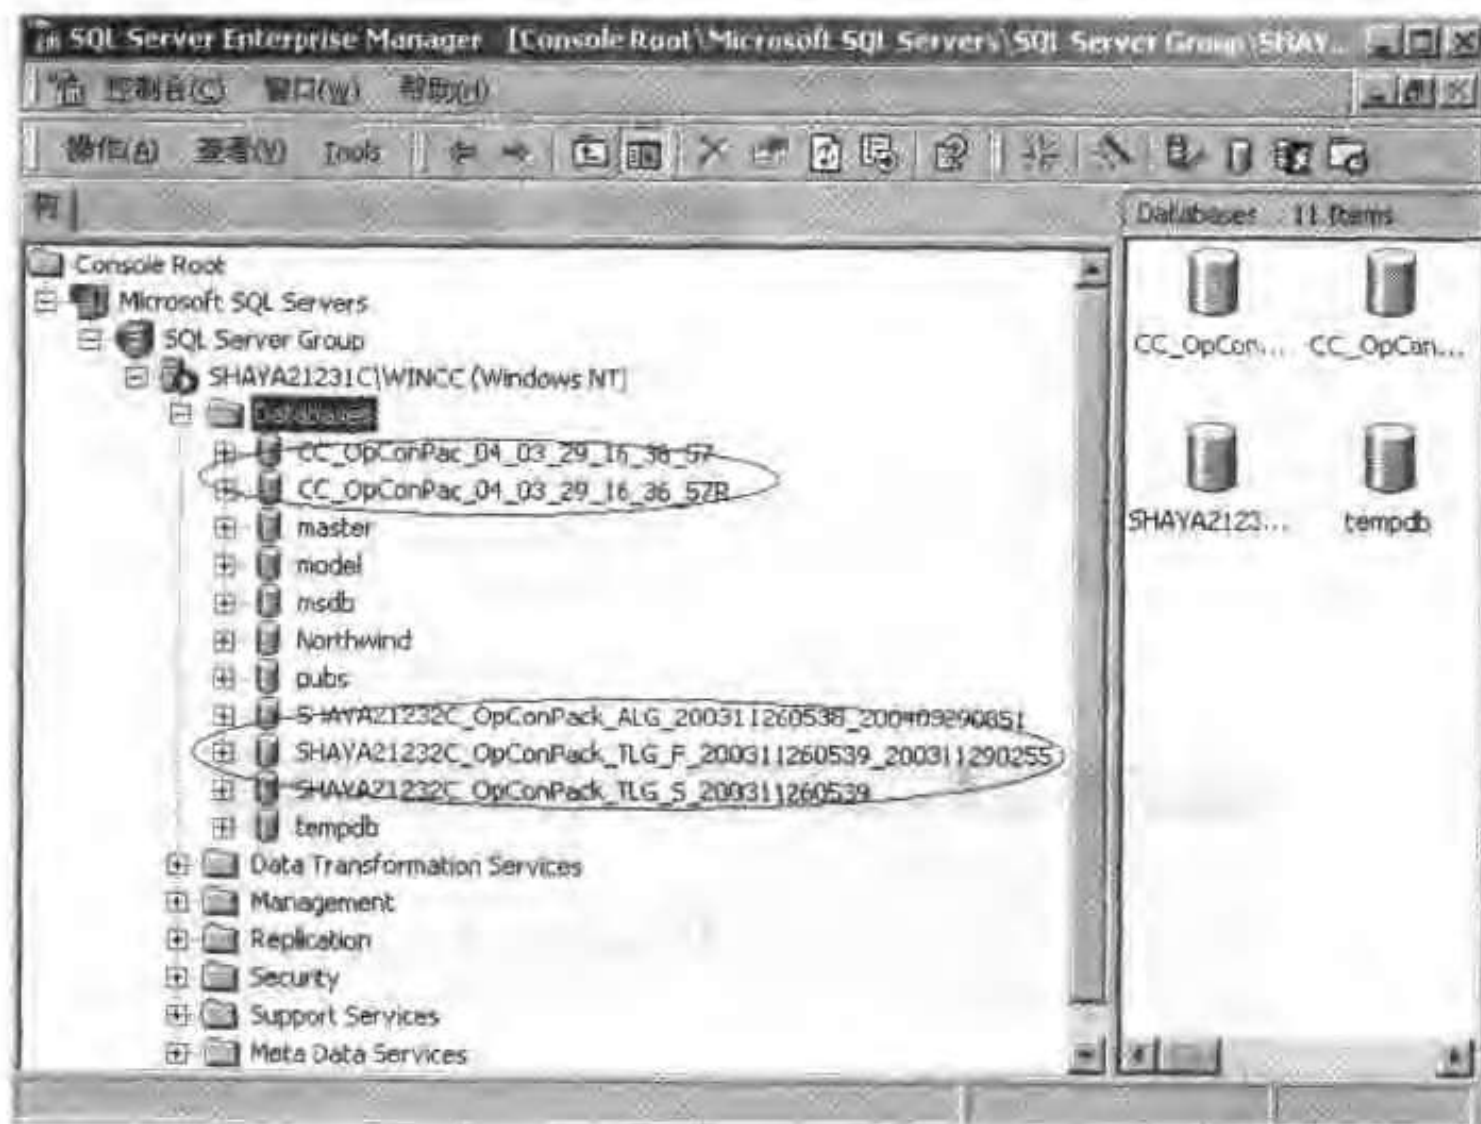 SQL Server Enterprise Manager - [Console Root\Microsoft SQL Servers\SQL Server Group\SHAY...
控制台(C) 窗口(W) 帮助(H)
操作(A) 查看(V) Tools
树
Databases 11 Items
Console Root
Microsoft SQL Servers
SQL Server Group
SHAYA21231C\WINCC (Windows NT)
Databases
CC_OpConPac_04_03_29_16_36_57
CC_OpConPac_04_03_29_16_36_57R
master
model
msdb
Northwind
pubs
SHAYA21232C_OpConPack_ALG_200311260538_200409290851
SHAYA21232C_OpConPack_TLG_F_200311260539_200311290255
SHAYA21232C_OpConPack_TLG_S_200311260539
tempdb
Data Transformation Services
Management
Replication
Security
Support Services
Meta Data Services
CC_OpCon... CC_OpCon...
SHAYA2123... tempdb